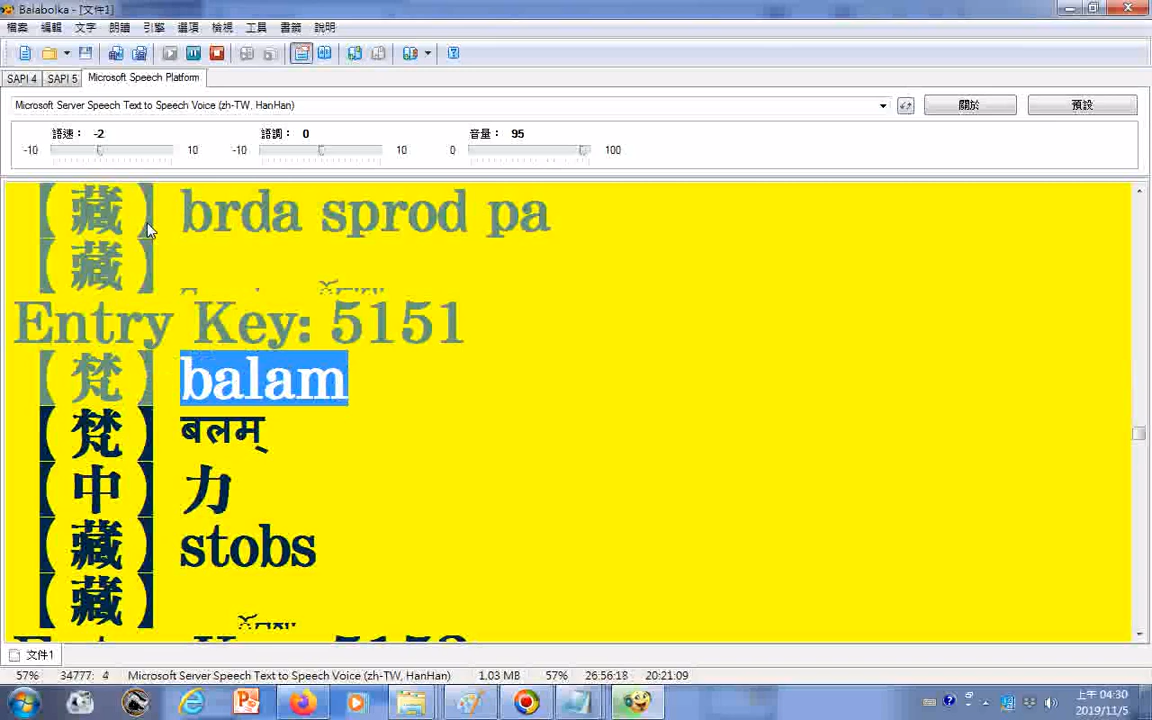 Balabolka - [文件1]
檔案 編輯 文字 朗讀 引擎 選項 檢視 工具 書籤 說明
SAPI 4 SAPI 5 Microsoft Speech Platform
Microsoft Server Speech Text to Speech Voice (zh-TW, HanHan) 關於 預設
語速： -2 語調： 0 音量： 95
-10 10 -10 10 0 100
【藏】 brda sprod pa
【藏】
Entry Key: 5151
【梵】 balam
【梵】 बलम्
【中】 力
【藏】 stobs
【藏】
文件1
57% 34777: 4 Microsoft Server Speech Text to Speech Voice (zh-TW, HanHan) 1.03 MB 57% 26:56:18 20:21:09
上午 04:30
2019/11/5